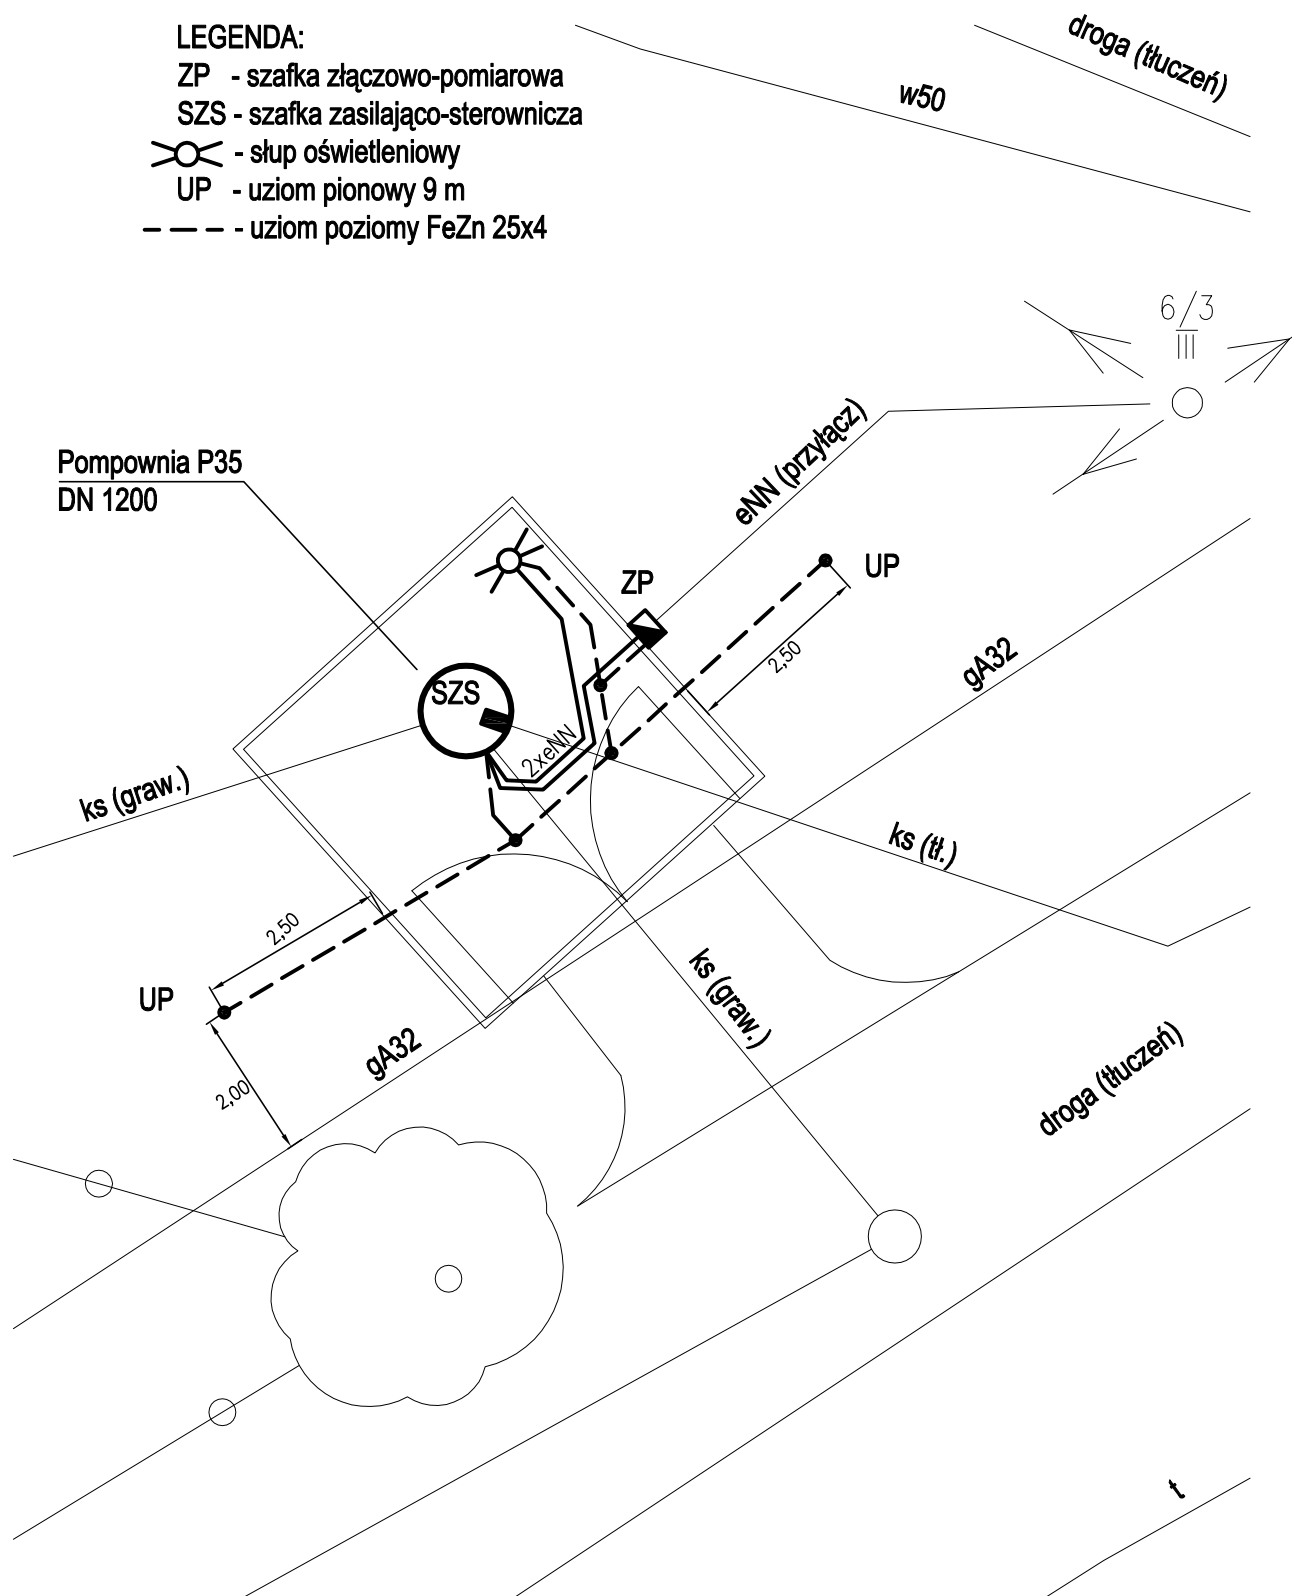 LEGENDA:
ZP - szafka złączowo-pomiarowa
SZS - szafka zasilająco-sterownicza
- słup oświetleniowy
UP - uziom pionowy 9 m
- uziom poziomy FeZn 25x4
droga (tłuczeń)
w50
6/3
III
eNN (przyłącz)
Pompownia P35
DN 1200
ZP
UP
2,50
gA32
SZS
2xeNN
ks (graw.)
ks (tł.)
2,50
UP
ks (graw.)
gA32
2,00
droga (tłuczeń)
t